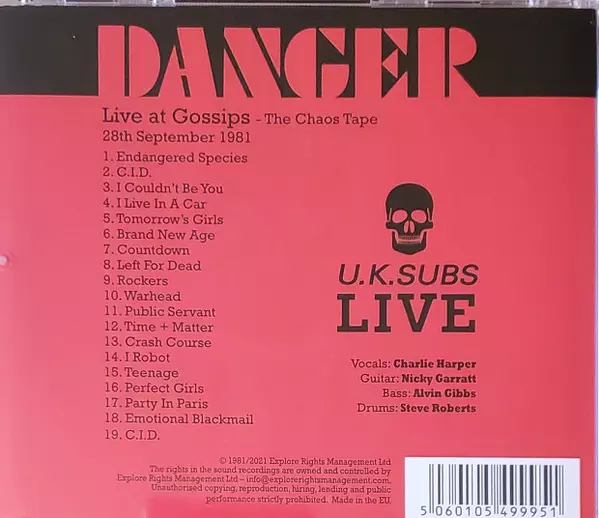 DANGER
Live at Gossips - The Chaos Tape
28th September 1981
1. Endangered Species
2. C.I.D.
3. I Couldn't Be You
4. I Live In A Car
5. Tomorrow's Girls
6. Brand New Age
7. Countdown
8. Left For Dead
9. Rockers
10. Warhead
11. Public Servant
12. Time + Matter
13. Crash Course
14. I Robot
15. Teenage
16. Perfect Girls
17. Party In Paris
18. Emotional Blackmail
19. C.I.D.
U.K.SUBS
LIVE
Vocals: Charlie Harper
Guitar: Nicky Garratt
Bass: Alvin Gibbs
Drums: Steve Roberts
© 1981/2021 Explore Rights Management Ltd
The rights in the sound recordings are owned and controlled by
Explore Rights Management Ltd – info@explorerightsmanagement.com.
Unauthorised copying, reproduction, hiring, lending and public
performance strictly prohibited. Made in the EU.
5 060105 499951